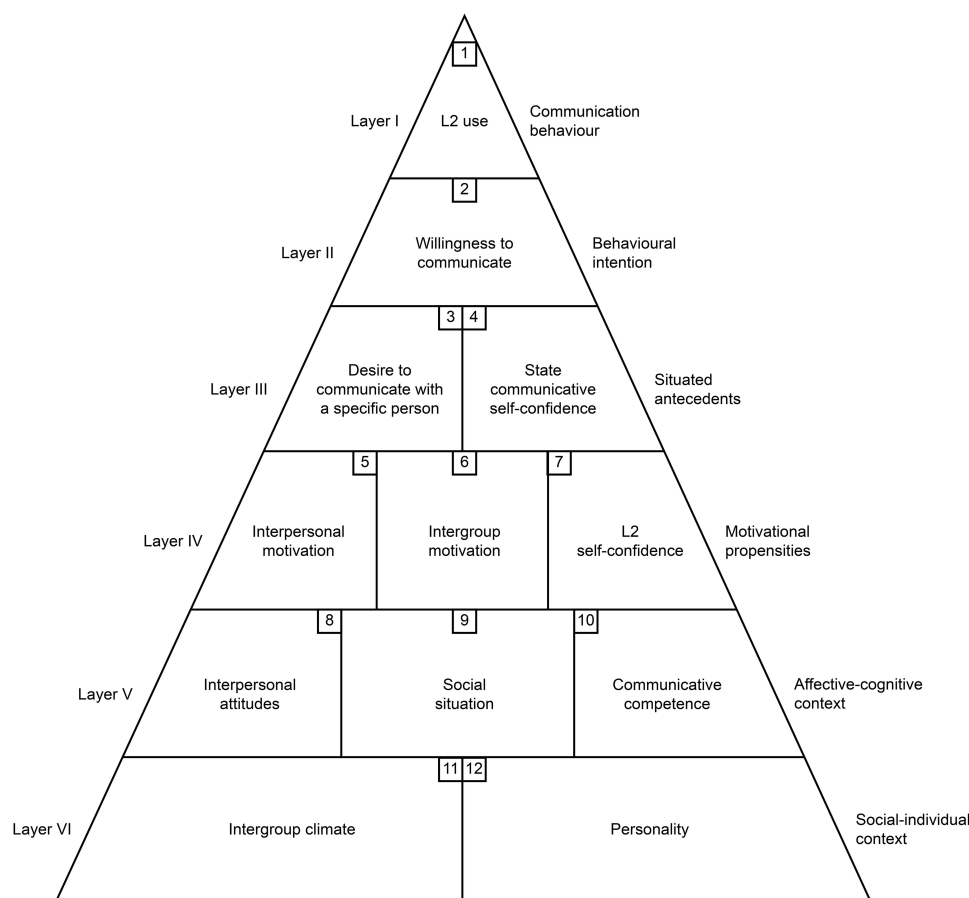 1
Layer I
L2 use
Communication
behaviour
2
Layer II
Willingness to
communicate
Behavioural
intention
3 4
Layer III
Desire to
communicate with
a specific person
State
communicative
self-confidence
Situated
antecedents
5 6 7
Layer IV
Interpersonal
motivation
Intergroup
motivation
L2
self-confidence
Motivational
propensities
8 9 10
Layer V
Interpersonal
attitudes
Social
situation
Communicative
competence
Affective-cognitive
context
11 12
Layer VI
Intergroup climate
Personality
Social-individual
context